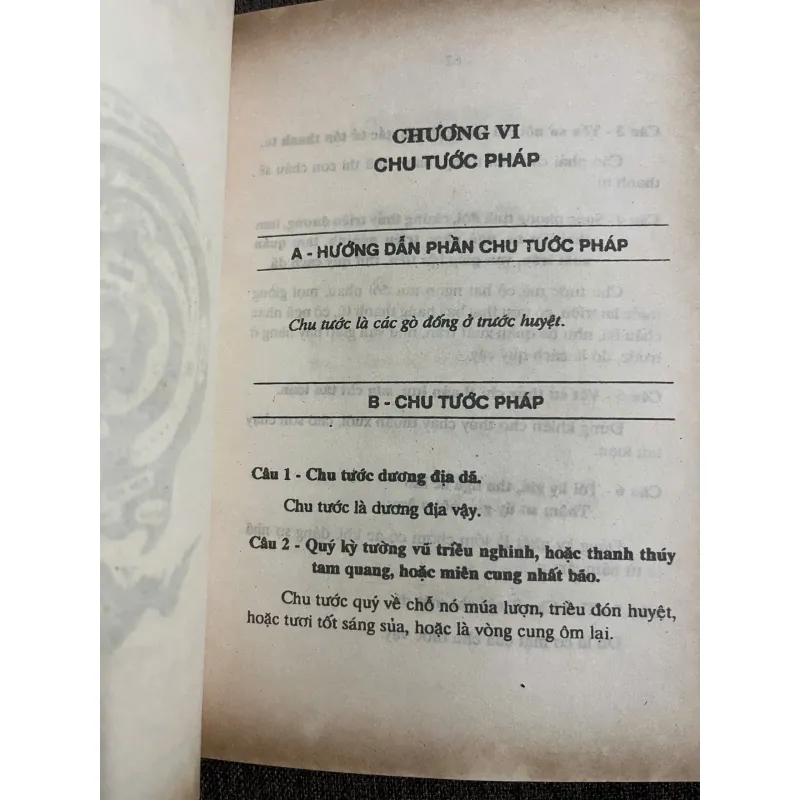 CHƯƠNG VI
CHU TƯỚC PHÁP
A - HƯỚNG DẪN PHẦN CHU TƯỚC PHÁP
Chu tước là các gò đống ở trước huyệt.
B - CHU TƯỚC PHÁP
Câu 1 - Chu tước dương địa dã.
Chu tước là dương địa vậy.
Câu 2 - Quý kỳ tường vũ triều nghinh, hoặc thanh thúy
tam quang, hoặc miên cung nhất bão.
Chu tước quý về chỗ nó múa lượn, triều đón huyệt,
hoặc tươi tốt sáng sủa, hoặc là vòng cung ôm lại.